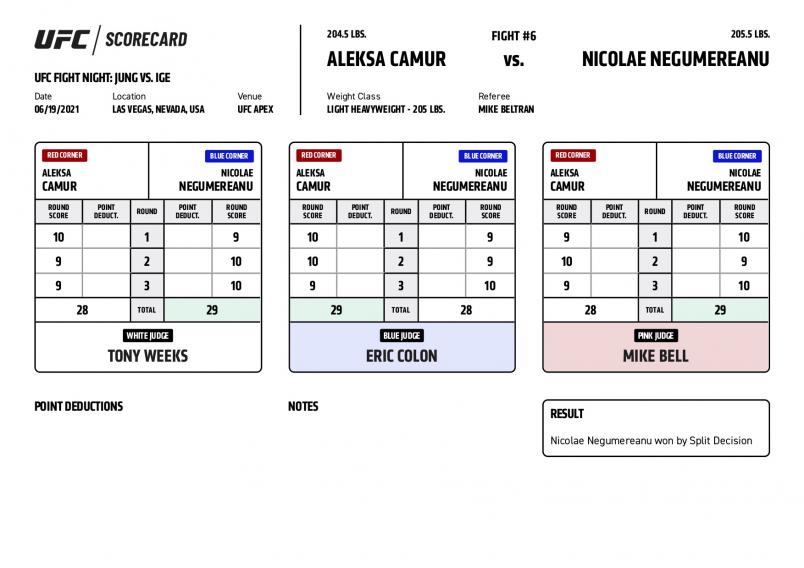 UFC / SCORECARD
UFC FIGHT NIGHT: JUNG VS. IGE
Date Location Venue
06/19/2021 LAS VEGAS, NEVADA, USA UFC APEX
204.5 LBS. FIGHT #6 205.5 LBS.
ALEKSA CAMUR VS. NICOLAE NEGUMEREANU
Weight Class Referee
LIGHT HEAVYWEIGHT - 205 LBS. MIKE BELTRAN
RED CORNER BLUE CORNER
ALEKSA NICOLAE
CAMUR NEGUMEREANU
ROUND SCORE POINT DEDUCT. ROUND POINT DEDUCT. ROUND SCORE
10 1 9
9 2 10
9 3 10
28 TOTAL 29
WHITE JUDGE
TONY WEEKS
RED CORNER BLUE CORNER
ALEKSA NICOLAE
CAMUR NEGUMEREANU
ROUND SCORE POINT DEDUCT. ROUND POINT DEDUCT. ROUND SCORE
10 1 9
10 2 9
9 3 10
29 TOTAL 28
BLUE JUDGE
ERIC COLON
RED CORNER BLUE CORNER
ALEKSA NICOLAE
CAMUR NEGUMEREANU
ROUND SCORE POINT DEDUCT. ROUND POINT DEDUCT. ROUND SCORE
9 1 10
10 2 9
9 3 10
28 TOTAL 29
PINK JUDGE
MIKE BELL
POINT DEDUCTIONS
NOTES
RESULT
Nicolae Negumereanu won by Split Decision